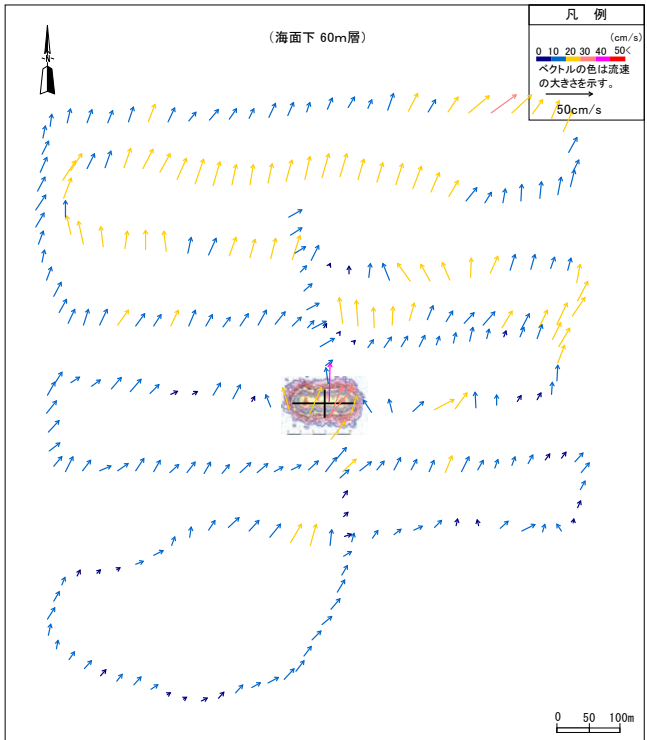 凡 例
(海面下 60m層)
(cm/s)
0 10 20 30 40 50<
ベクトルの色は流速
の大きさを示す。
50cm/s
N
0 50 100m